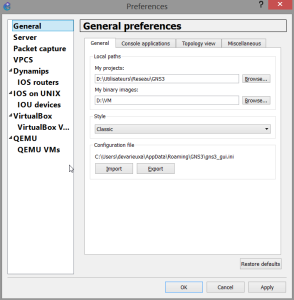 Preferences
General
Server
Packet capture
VPCS
Dynamips
IOS routers
IOS on UNIX
IOU devices
VirtualBox
VirtualBox V...
QEMU
QEMU VMs
General preferences
General Console applications Topology view Miscellaneous
Local paths
My projects:
D:\Utilisateurs\Reseau\GNS3 Browse...
My binary images:
D:\VM Browse...
Style
Classic
Configuration file
C:\Users\devarieuxa\AppData\Roaming\GNS3\gns3_gui.ini
Import Export
Restore defaults
OK Cancel Apply